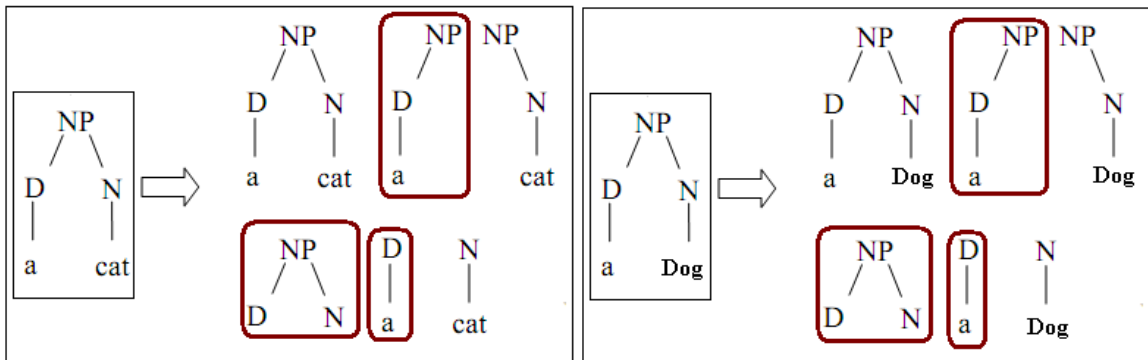 NP
D N
a cat
NP NP NP
D N D N
a cat a cat
NP D N
D N a cat
NP
D N
a Dog
NP NP NP
D N D N
a Dog a Dog
NP D N
D N a Dog